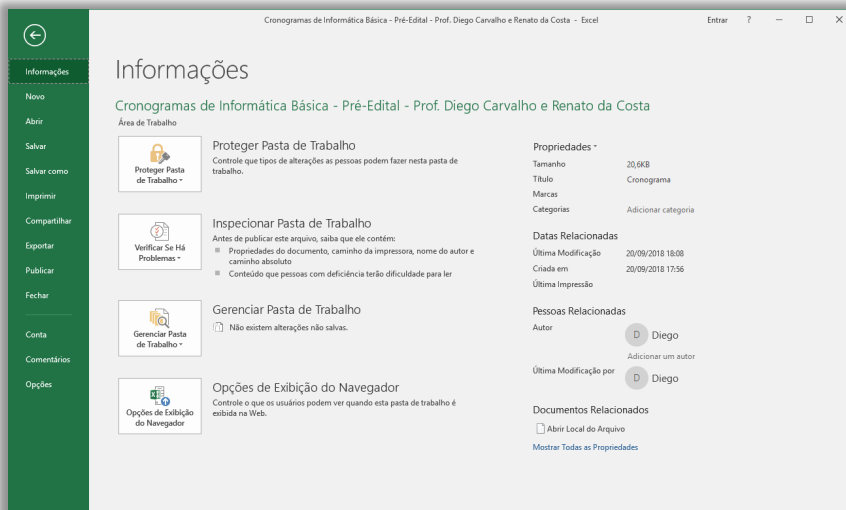 Cronogramas de Informática Básica - Pré-Edital - Prof. Diego Carvalho e Renato da Costa - Excel
Entrar
?
Informações
Novo
Abrir
Salvar
Salvar como
Imprimir
Compartilhar
Exportar
Publicar
Fechar
Conta
Comentários
Opções
Informações
Cronogramas de Informática Básica - Pré-Edital - Prof. Diego Carvalho e Renato da Costa
Área de Trabalho
Proteger Pasta
de Trabalho
Proteger Pasta de Trabalho
Controle que tipos de alterações as pessoas podem fazer nesta pasta de
trabalho.
Verificar Se Há
Problemas
Inspecionar Pasta de Trabalho
Antes de publicar este arquivo, saiba que ele contém:
Propriedades do documento, caminho da impressora, nome do autor e
caminho absoluto
Conteúdo que pessoas com deficiência terão dificuldade para ler
Gerenciar Pasta
de Trabalho
Gerenciar Pasta de Trabalho
Não existem alterações não salvas.
Opções de Exibição
do Navegador
Opções de Exibição do Navegador
Controle o que os usuários podem ver quando esta pasta de trabalho é
exibida na Web.
Propriedades
Tamanho 20,6KB
Título Cronograma
Marcas
Categorias Adicionar categoria
Datas Relacionadas
Última Modificação 20/09/2018 18:08
Criada em 20/09/2018 17:56
Última Impressão
Pessoas Relacionadas
Autor
D Diego
Adicionar um autor
Última Modificação por
D Diego
Documentos Relacionados
Abrir Local do Arquivo
Mostrar Todas as Propriedades